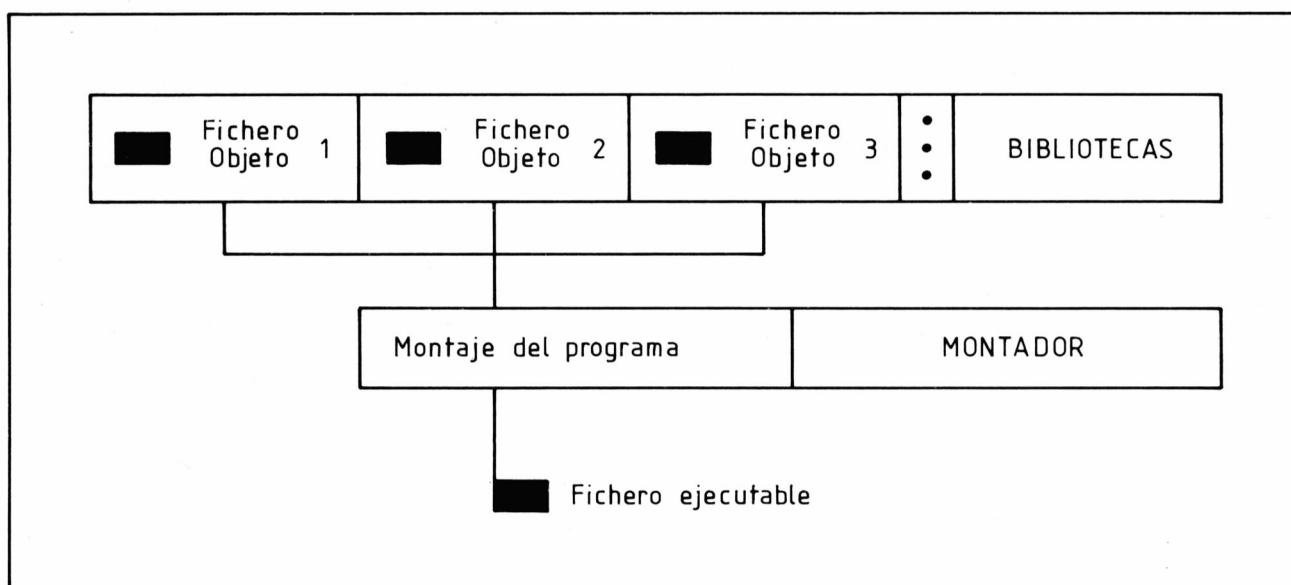 Fichero
Objeto 1
Fichero
Objeto 2
Fichero
Objeto 3
BIBLIOTECAS
Montaje del programa
MONTADOR
Fichero ejecutable